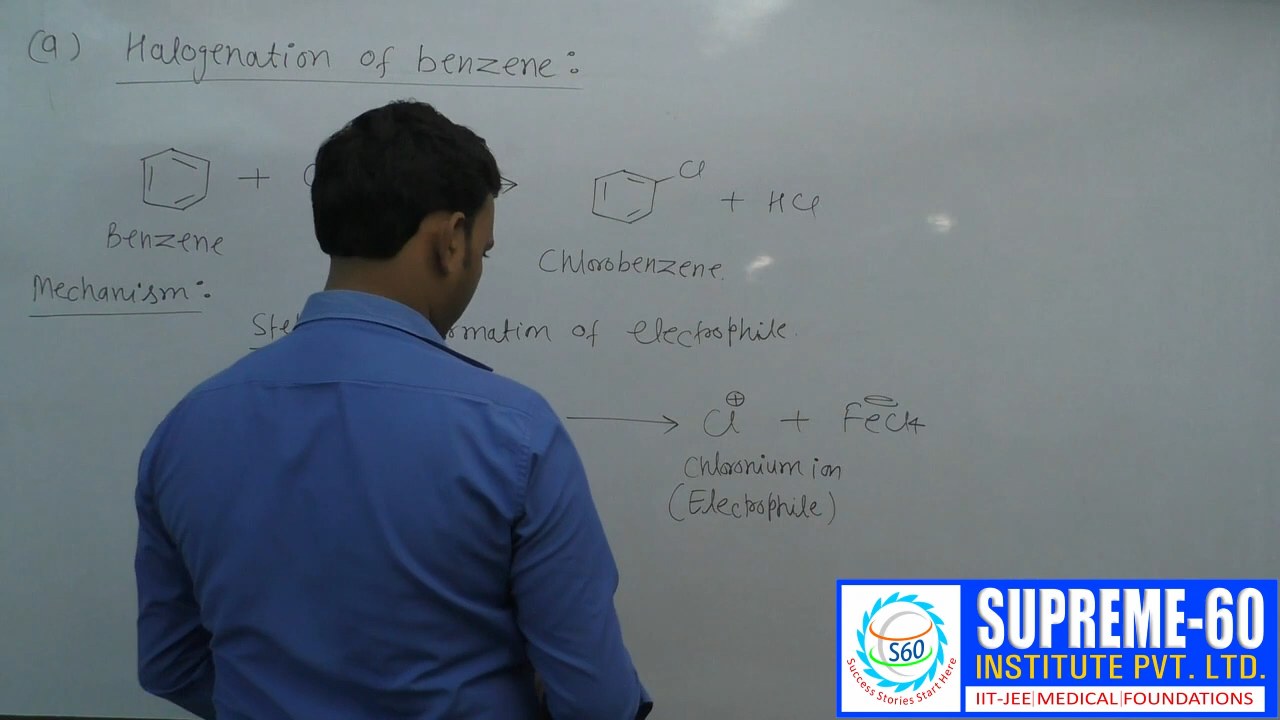 (a) Halogenation of benzene:
+
Cl
+ HCl
Benzene
Chlorobenzene.
Mechanism:
of electrophile.
Cl⊕ + FeCl4⊖
Chloronium ion
(Electrophile)
S60
Success Stories Start Here
SUPREME-60
INSTITUTE PVT. LTD.
IIT-JEE|MEDICAL|FOUNDATIONS